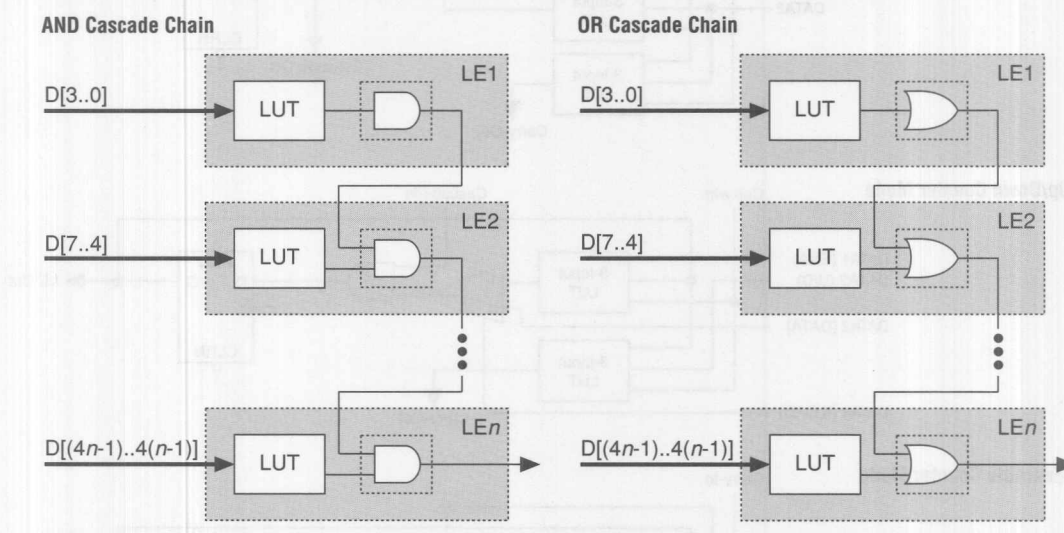 AND Cascade Chain
LE1
D[3..0]
LUT
LE2
D[7..4]
LUT
LEn
D[(4n-1)..4(n-1)]
LUT
OR Cascade Chain
LE1
D[3..0]
LUT
LE2
D[7..4]
LUT
LEn
D[(4n-1)..4(n-1)]
LUT